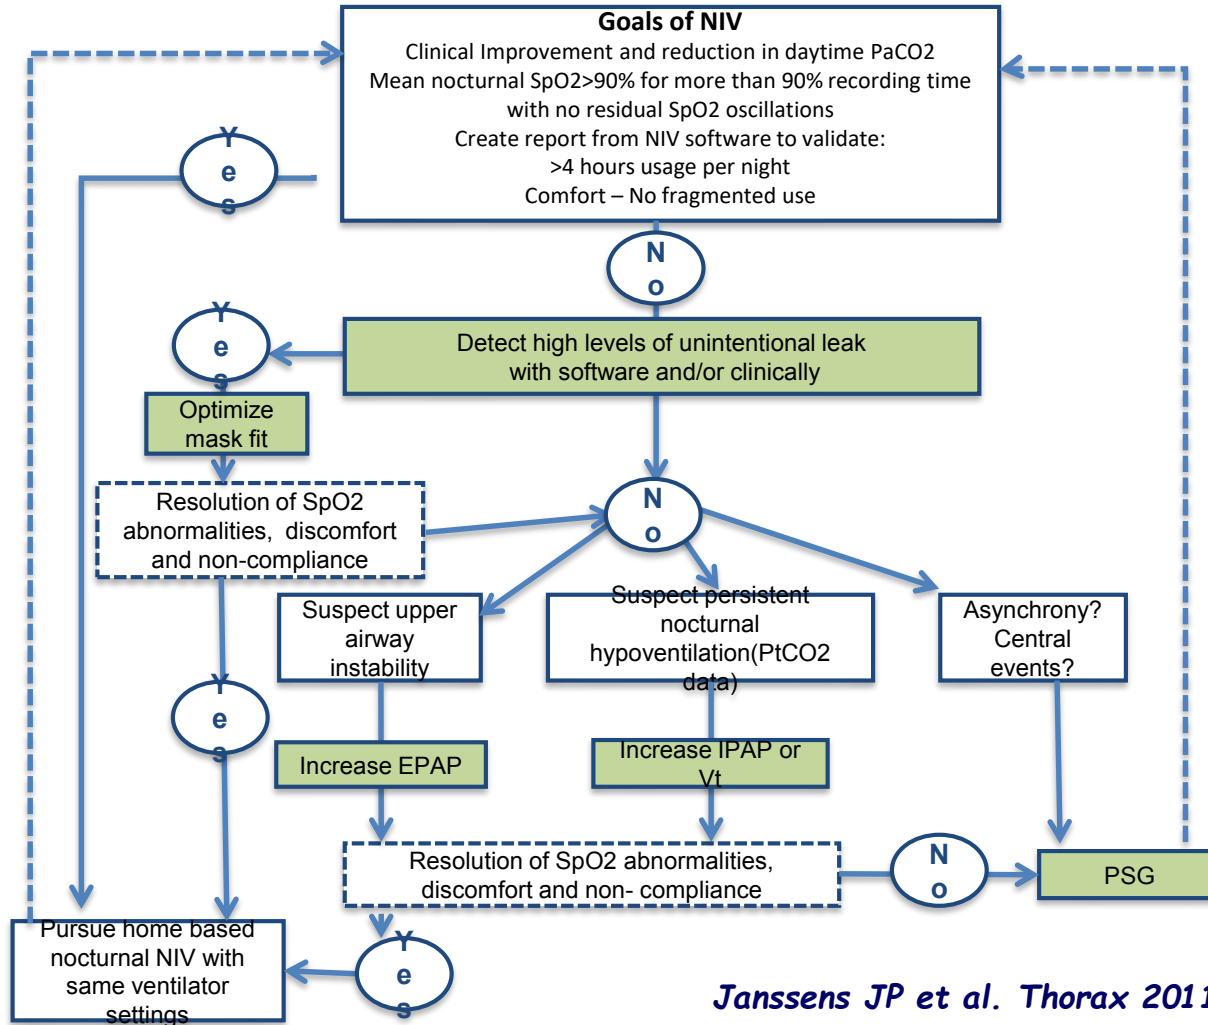 Goals of NIV
Clinical Improvement and reduction in daytime PaCO2
Mean nocturnal SpO2>90% for more than 90% recording time
with no residual SpO2 oscillations
Create report from NIV software to validate:
>4 hours usage per night
Comfort – No fragmented use
Yes
No
Yes
Detect high levels of unintentional leak
with software and/or clinically
Optimize
mask fit
Resolution of SpO2
abnormalities,  discomfort
and non-compliance
No
Suspect upper
airway
instability
Suspect persistent
nocturnal
hypoventilation(PtCO2
data)
Asynchrony?
Central
events?
Yes
Increase EPAP
Increase IPAP or
Vt
Resolution of SpO2 abnormalities,
discomfort and non- compliance
No
PSG
Pursue home based
nocturnal NIV with
same ventilator
settings
Yes
Janssens JP et al. Thorax 2011